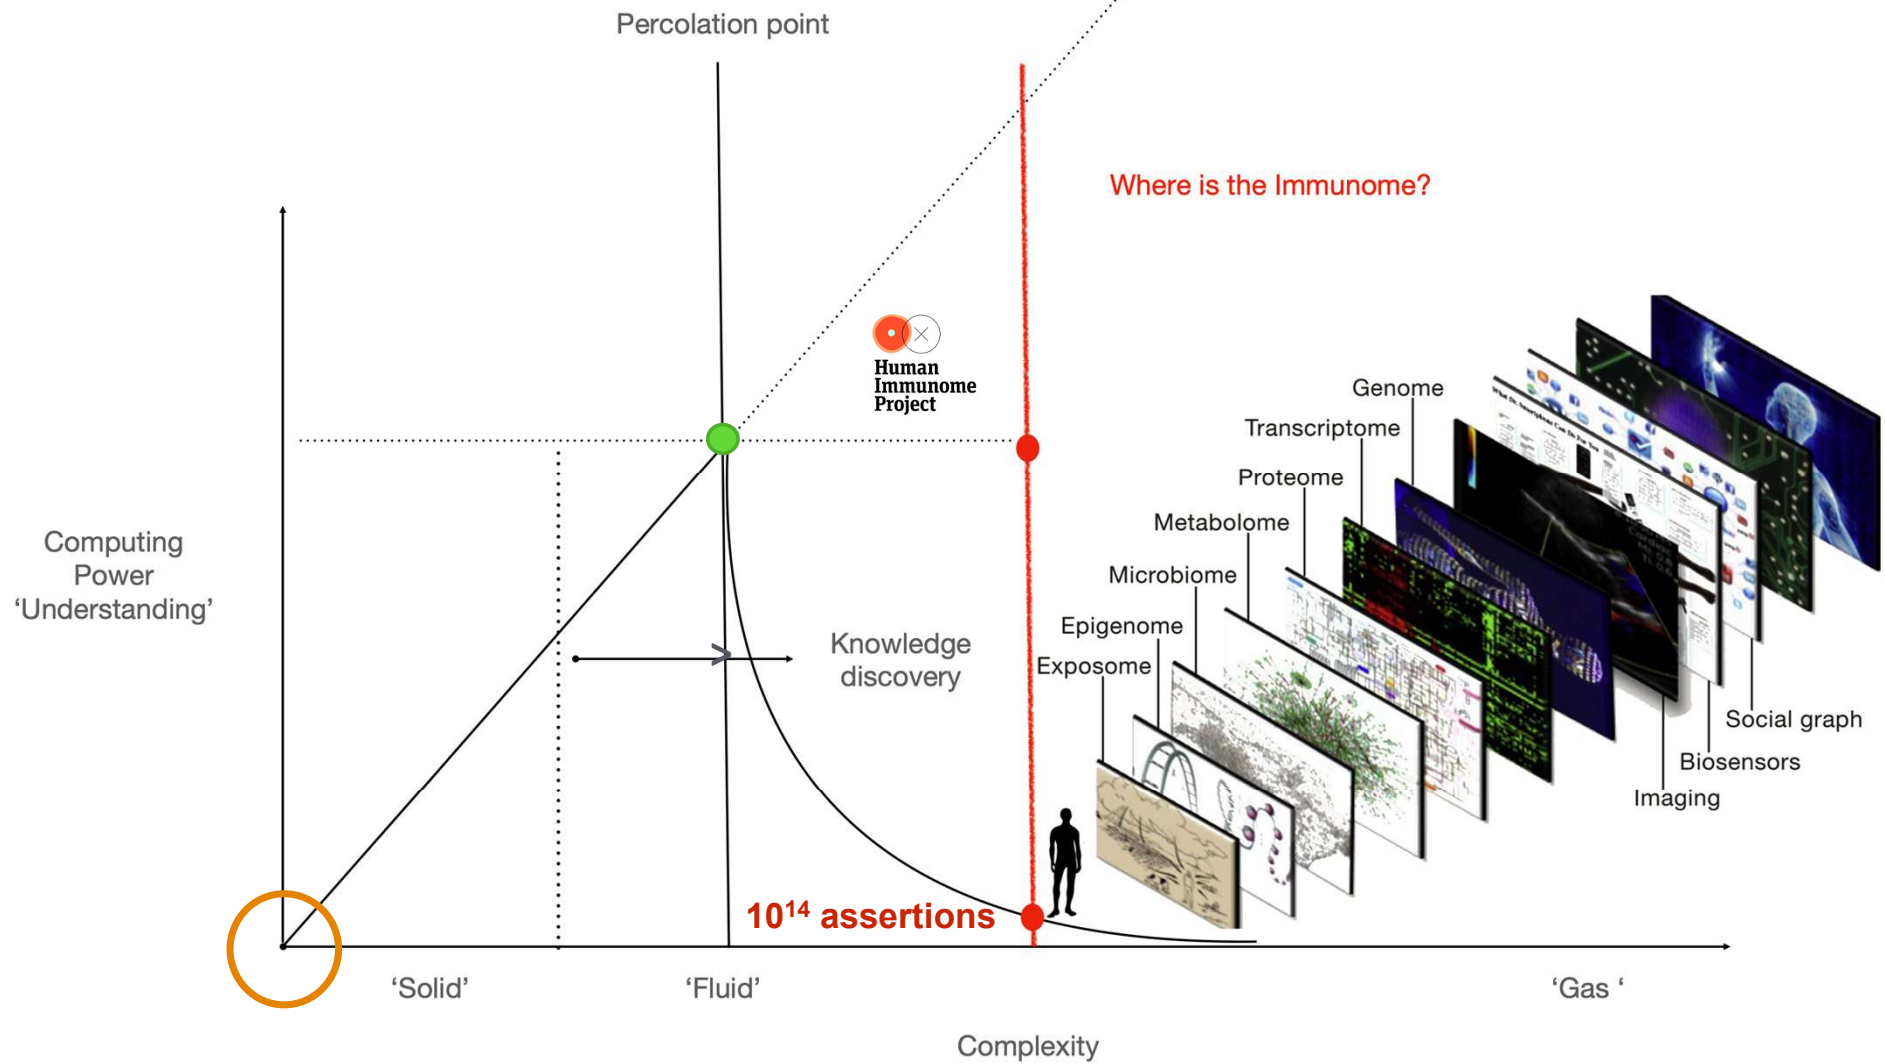 Percolation point
Where is the Immunome?
Human
Immunome
Project
Genome
Transcriptome
Proteome
Metabolome
Microbiome
Epigenome
Exposome
Computing
Power
‘Understanding’
Knowledge
discovery
Social graph
Biosensors
Imaging
10¹⁴ assertions
‘Solid’
‘Fluid’
‘Gas ‘
Complexity